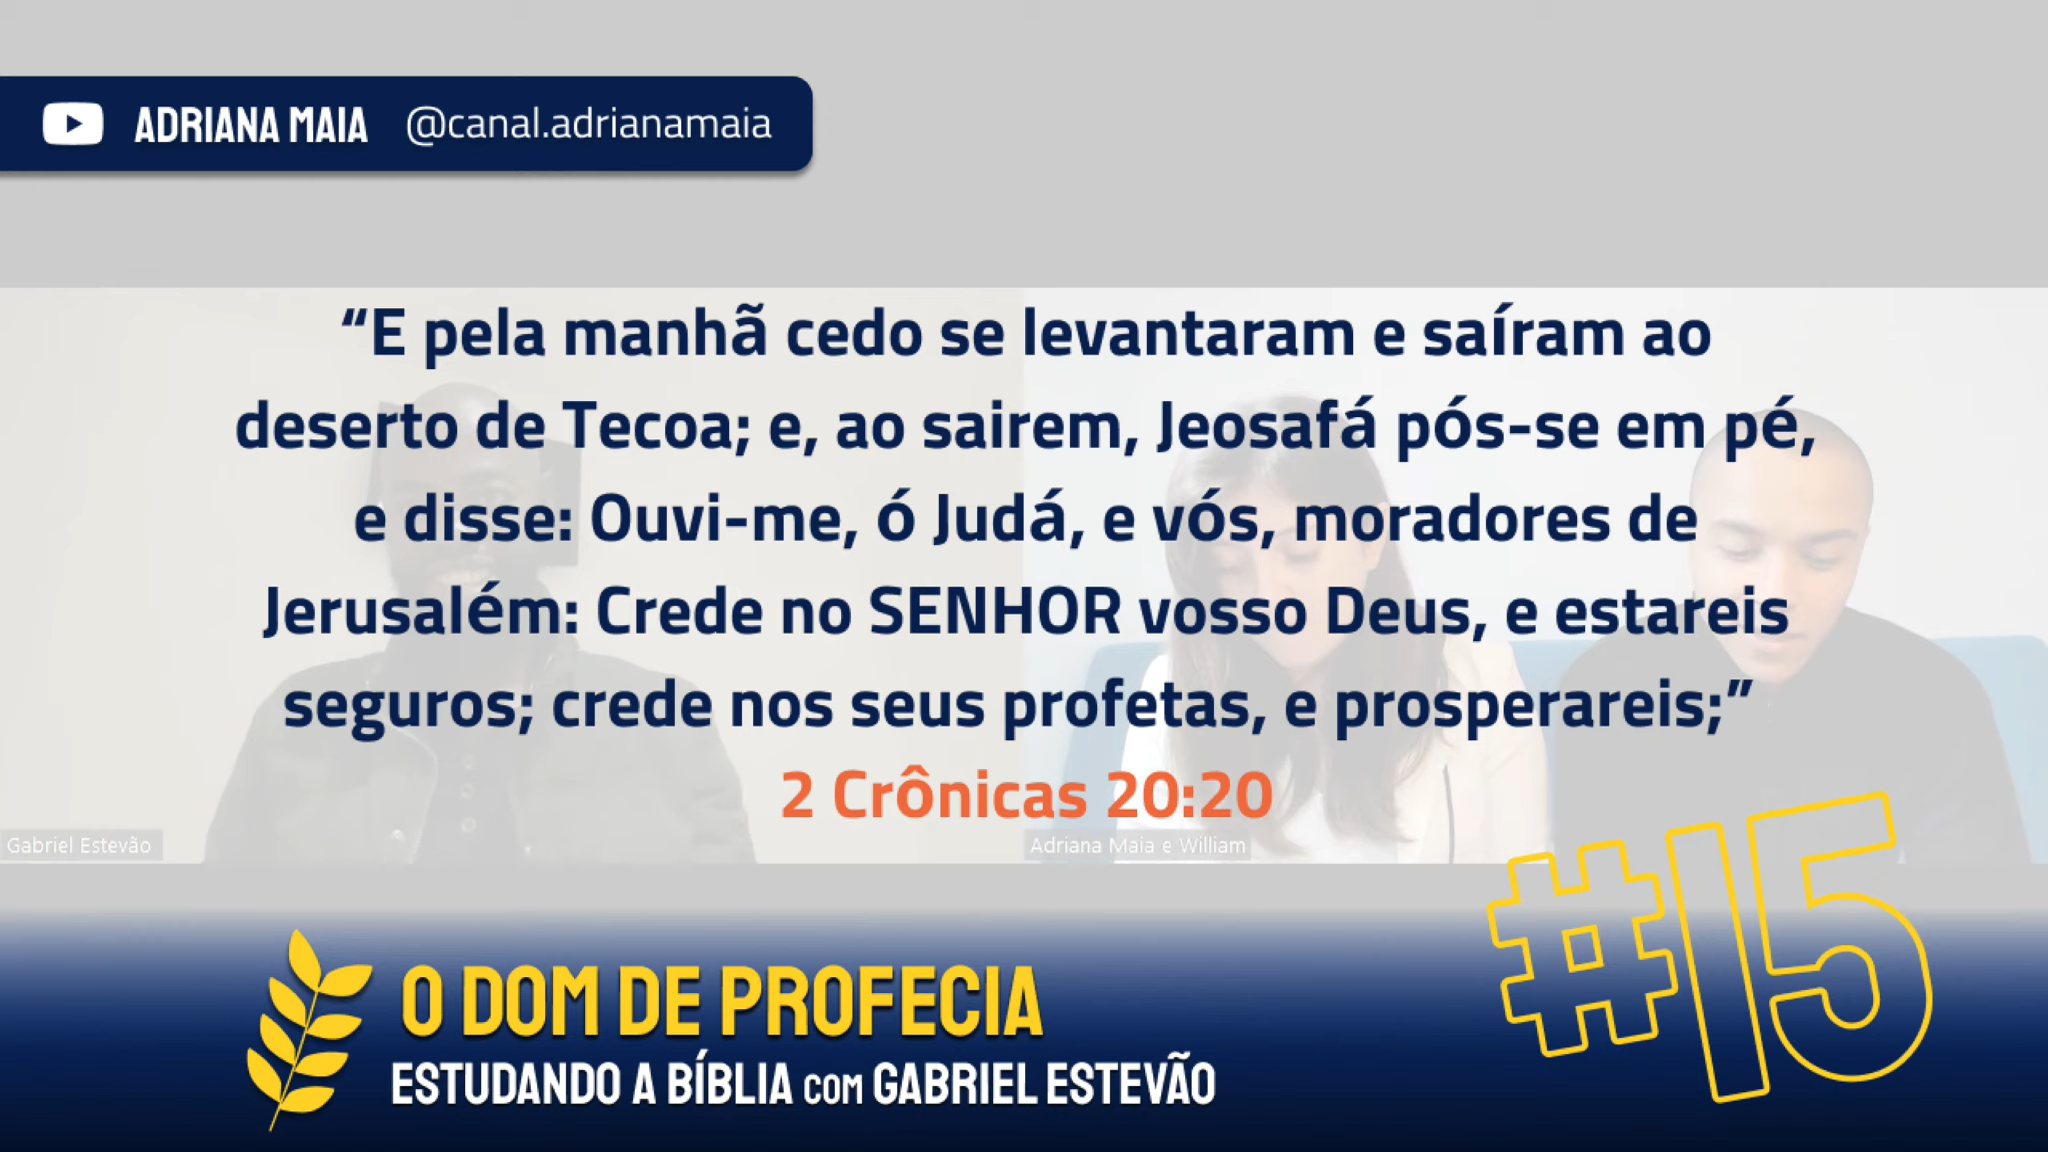 ADRIANA MAIA @canal.adrianamaia
“E pela manhã cedo se levantaram e saíram ao
deserto de Tecoa; e, ao sairem, Jeosafá pós-se em pé,
e disse: Ouvi-me, ó Judá, e vós, moradores de
Jerusalém: Crede no SENHOR vosso Deus, e estareis
seguros; crede nos seus profetas, e prosperareis;”
2 Crônicas 20:20
Gabriel Estevão
Adriana Maia e William
#15
O DOM DE PROFECIA
ESTUDANDO A BÍBLIA COM GABRIEL ESTEVÃO